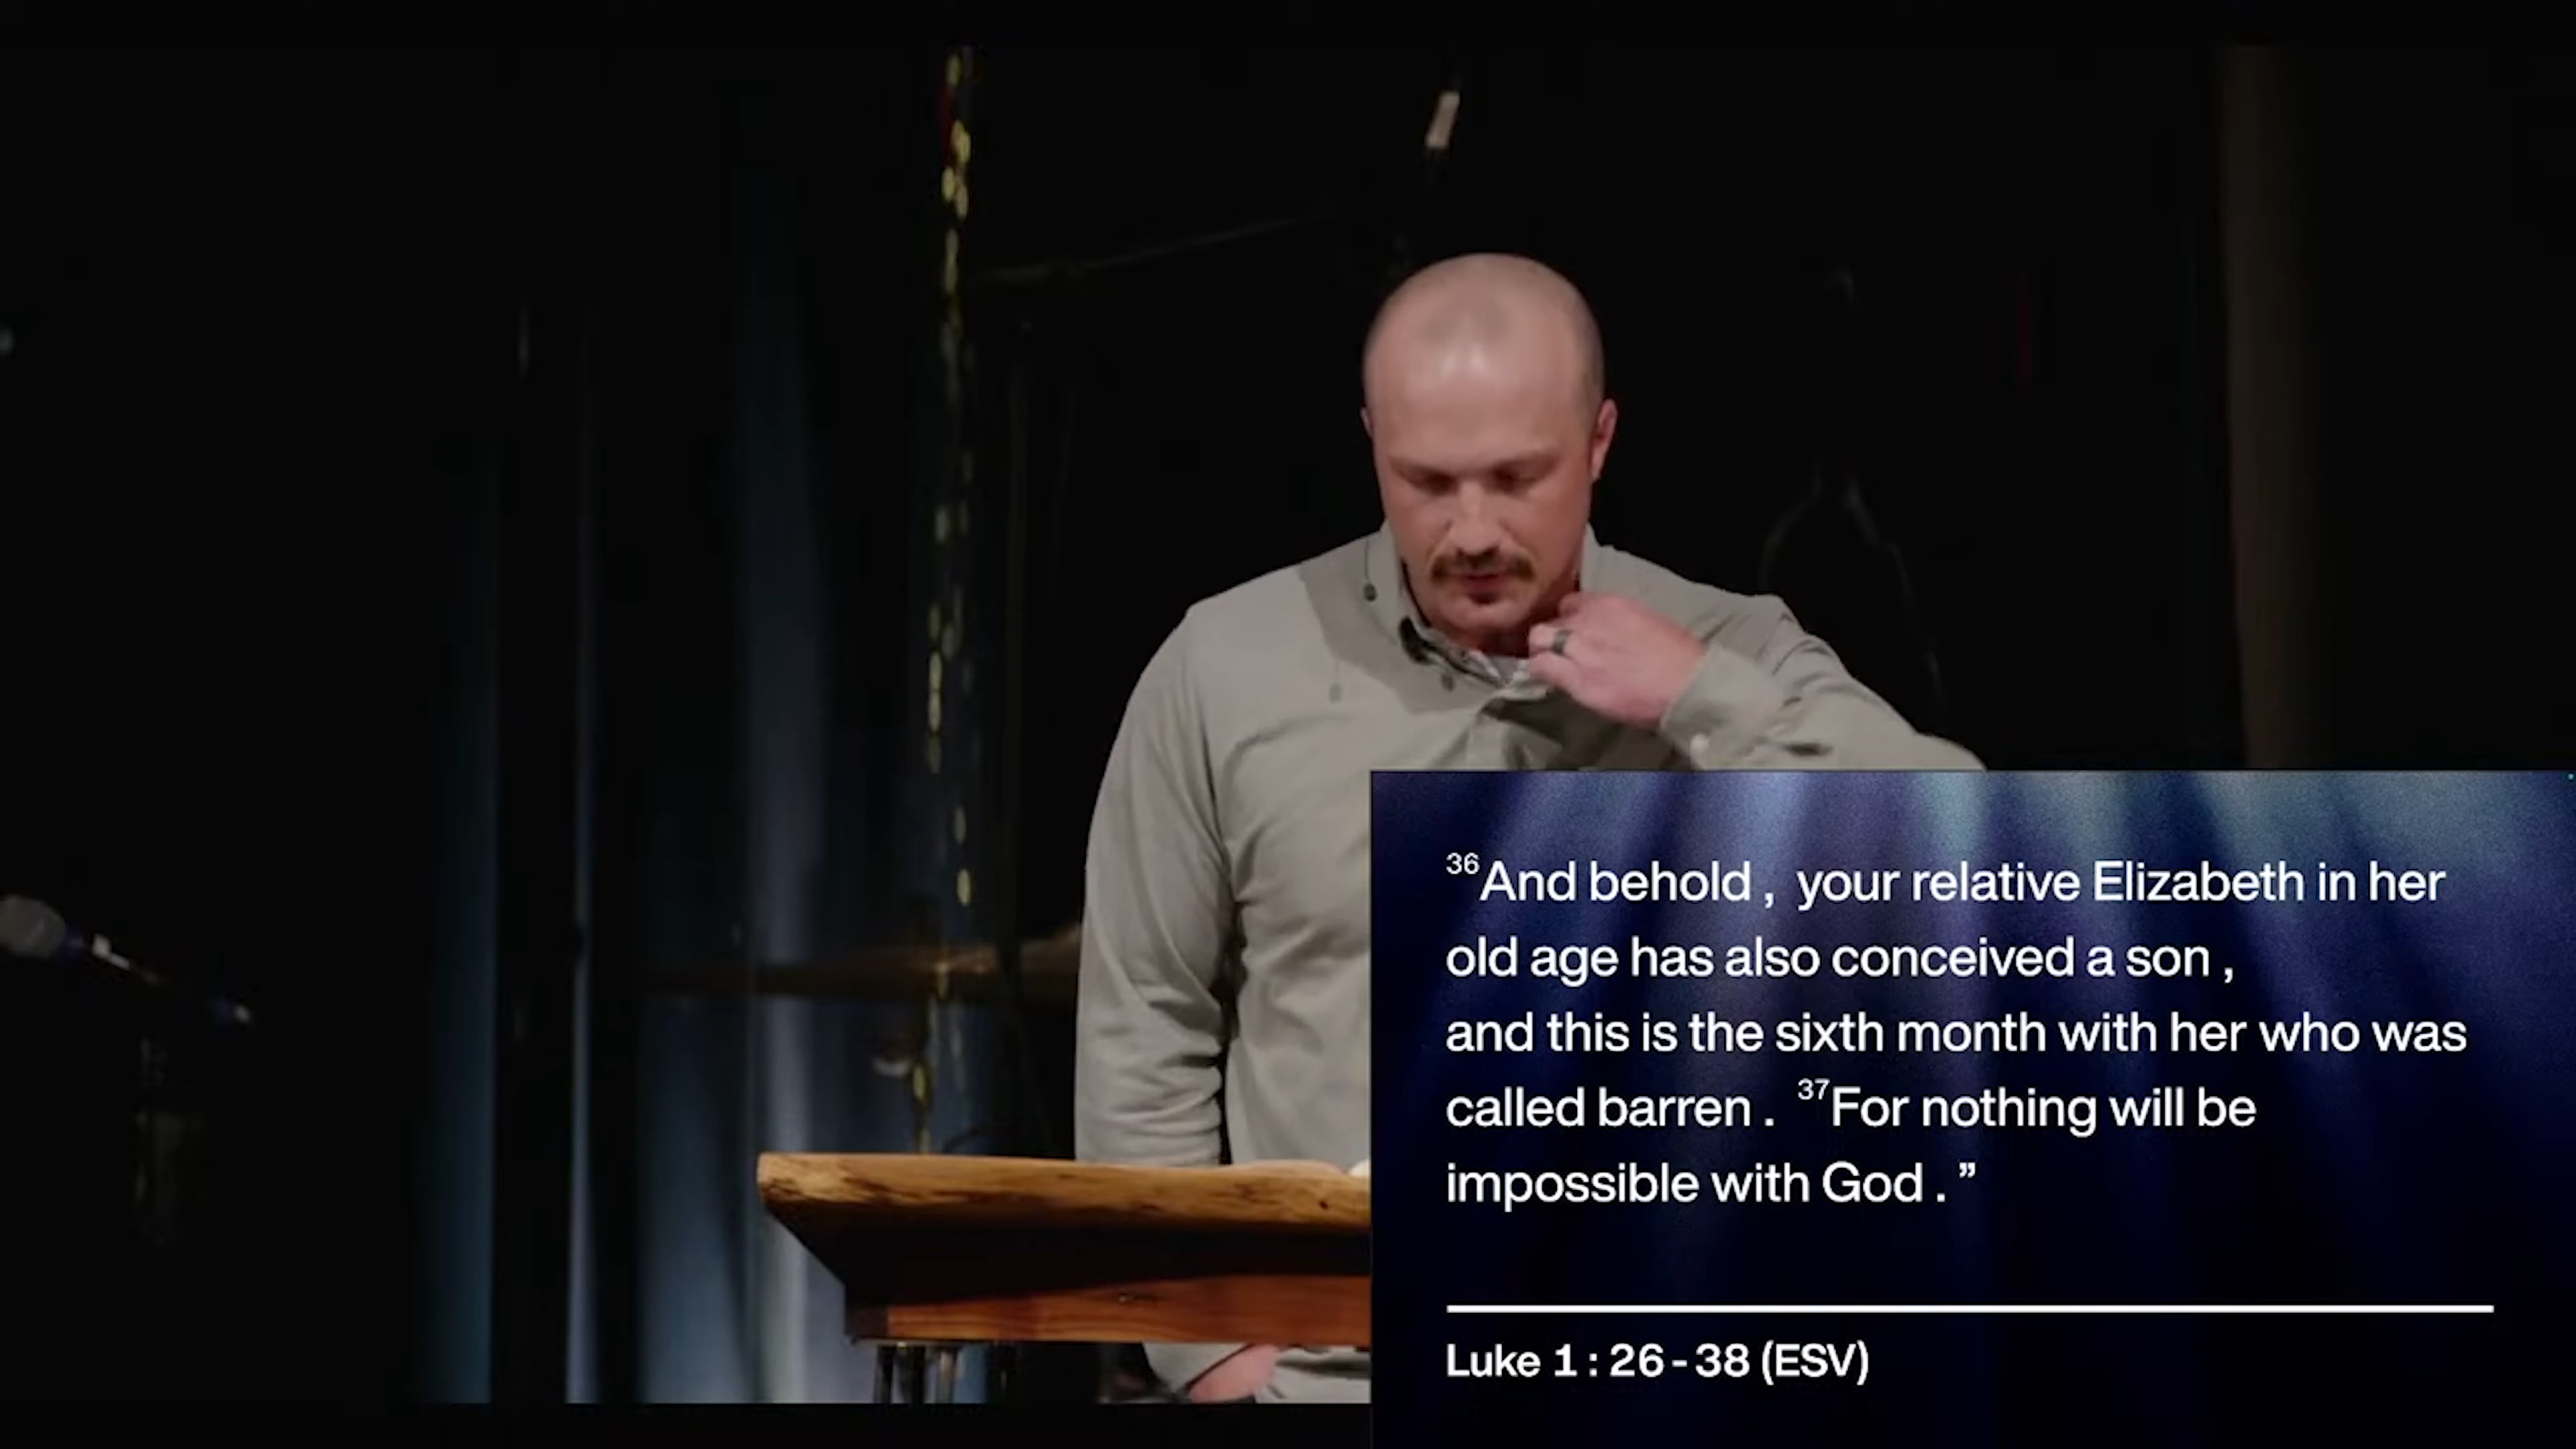 36And behold , your relative Elizabeth in her
old age has also conceived a son ,
and this is the sixth month with her who was
called barren . 37For nothing will be
impossible with God . ”
Luke 1 : 26 - 38 (ESV)